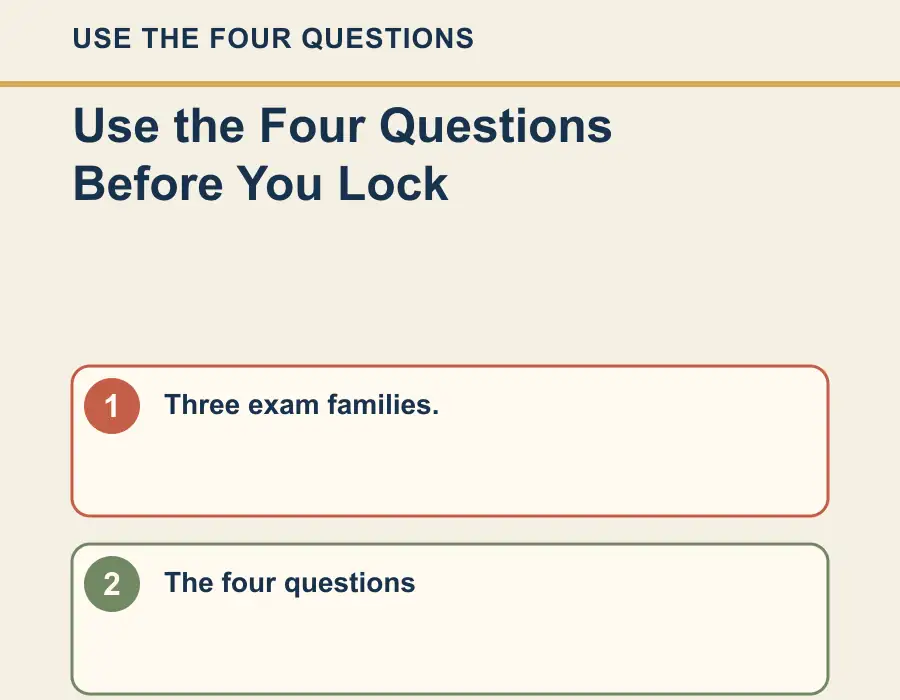 USE THE FOUR QUESTIONS
Use the Four Questions
Before You Lock
1
Three exam families.
2
The four questions